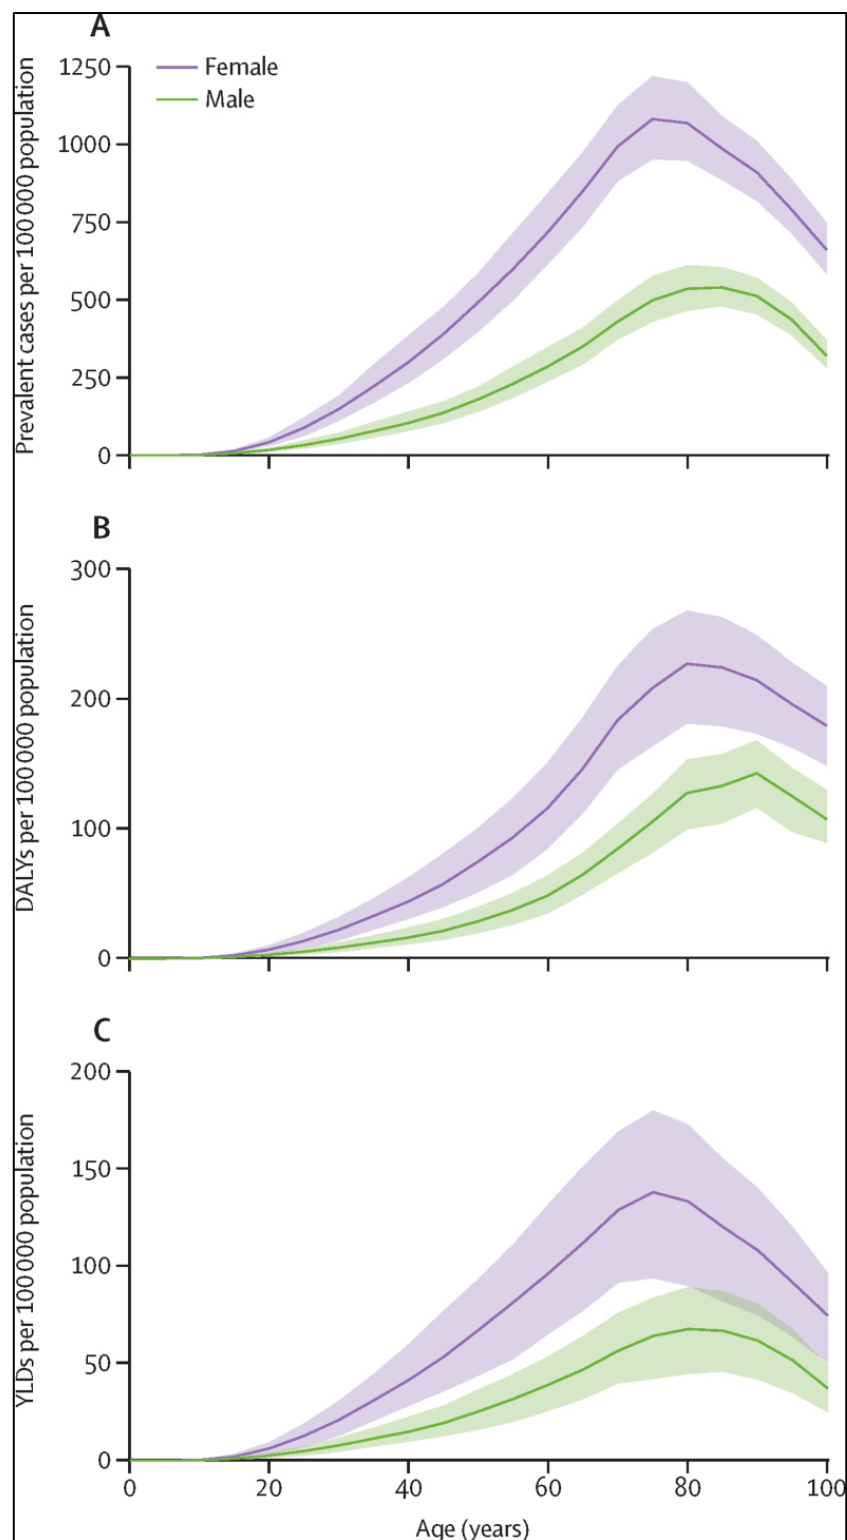 A
Prevalent cases per 100 000 population
1250
1000
750
500
250
0
Female
Male
B
DALYs per 100 000 population
300
200
100
0
C
YLDs per 100 000 population
200
150
100
50
0
0 20 40 60 80 100
Age (years)